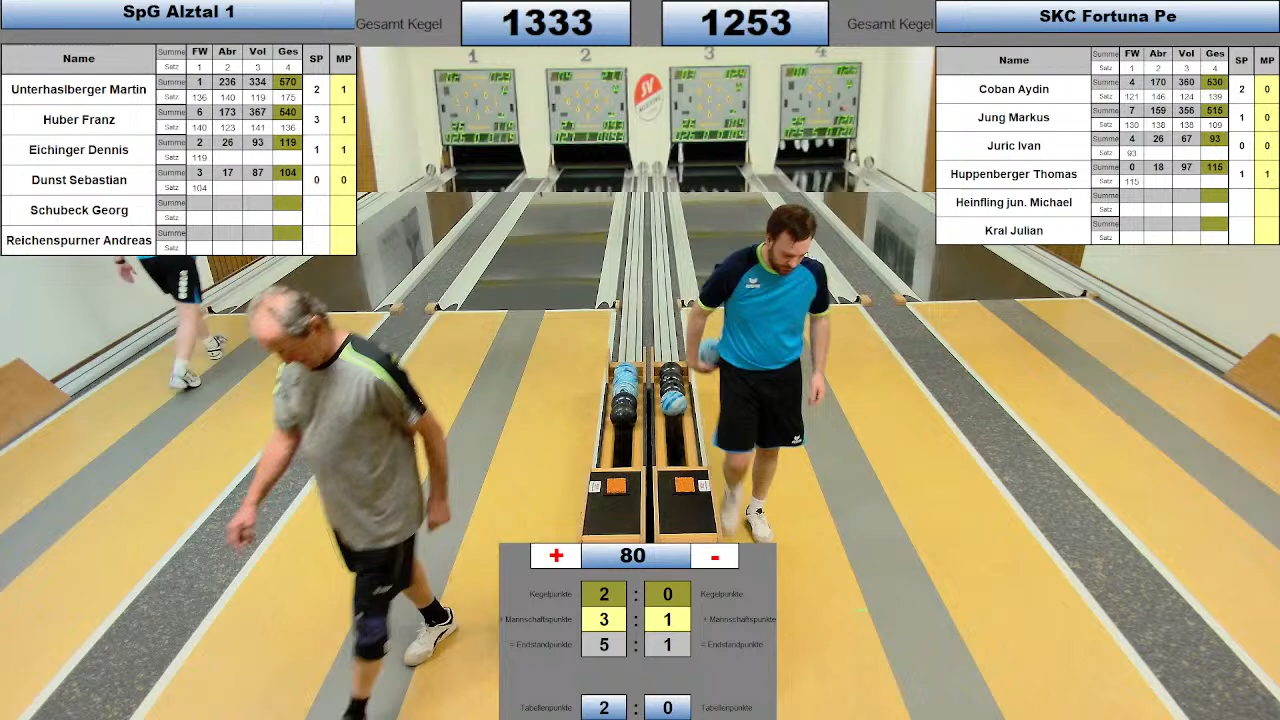 SpG Alztal 1
Gesamt Kegel
1333
1253
Gesamt Kegel
SKC Fortuna Pe
Name Summe FW Abr Vol Ges SP MP
Satz 1 2 3 4
Unterhaslberger Martin Summe 1 236 334 570 2 1
Satz 136 140 119 175
Huber Franz Summe 6 173 367 540 3 1
Satz 140 123 141 136
Eichinger Dennis Summe 2 26 93 119 1 1
Satz 119
Dunst Sebastian Summe 3 17 87 104 0 0
Satz 104
Schubeck Georg Summe
Satz
Reichenspurner Andreas Summe
Satz
Name Summe FW Abr Vol Ges SP MP
Satz 1 2 3 4
Coban Aydin Summe 4 170 360 530 2 0
Satz 121 146 124 139
Jung Markus Summe 7 159 356 515 1 0
Satz 130 138 138 109
Juric Ivan Summe 4 26 67 93 0 0
Satz 93
Huppenberger Thomas Summe 0 18 97 115 1 1
Satz 115
Heinfling jun. Michael Summe
Satz
Kral Julian Summe
Satz
1 2 3 4
SV
+ 80 -
Kegelpunkte 2 : 0 Kegelpunkte
+ Mannschaftspunkte 3 : 1 + Mannschaftspunkte
= Endstandpunkte 5 : 1 = Endstandpunkte
Tabellenpunkte 2 : 0 Tabellenpunkte